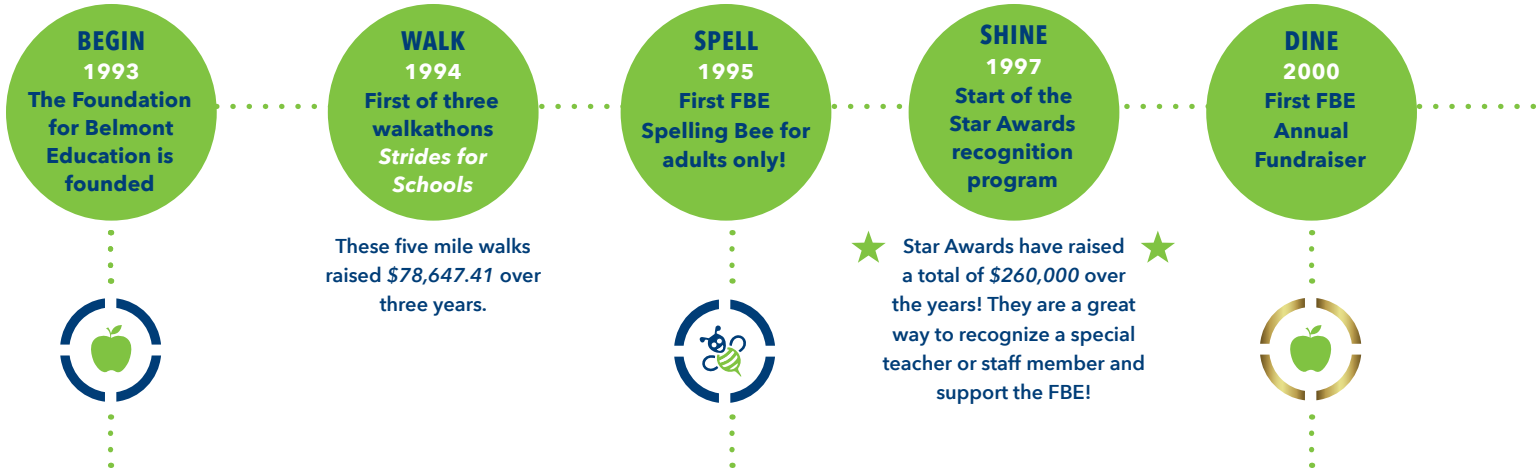 BEGIN
1993
The Foundation
for Belmont
Education is
founded
WALK
1994
First of three
walkathons
Strides for
Schools
These five mile walks
raised $78,647.41 over
three years.
SPELL
1995
First FBE
Spelling Bee for
adults only!
SHINE
1997
Start of the
Star Awards
recognition
program
Star Awards have raised
a total of $260,000 over
the years! They are a great
way to recognize a special
teacher or staff member and
support the FBE!
DINE
2000
First FBE
Annual
Fundraiser